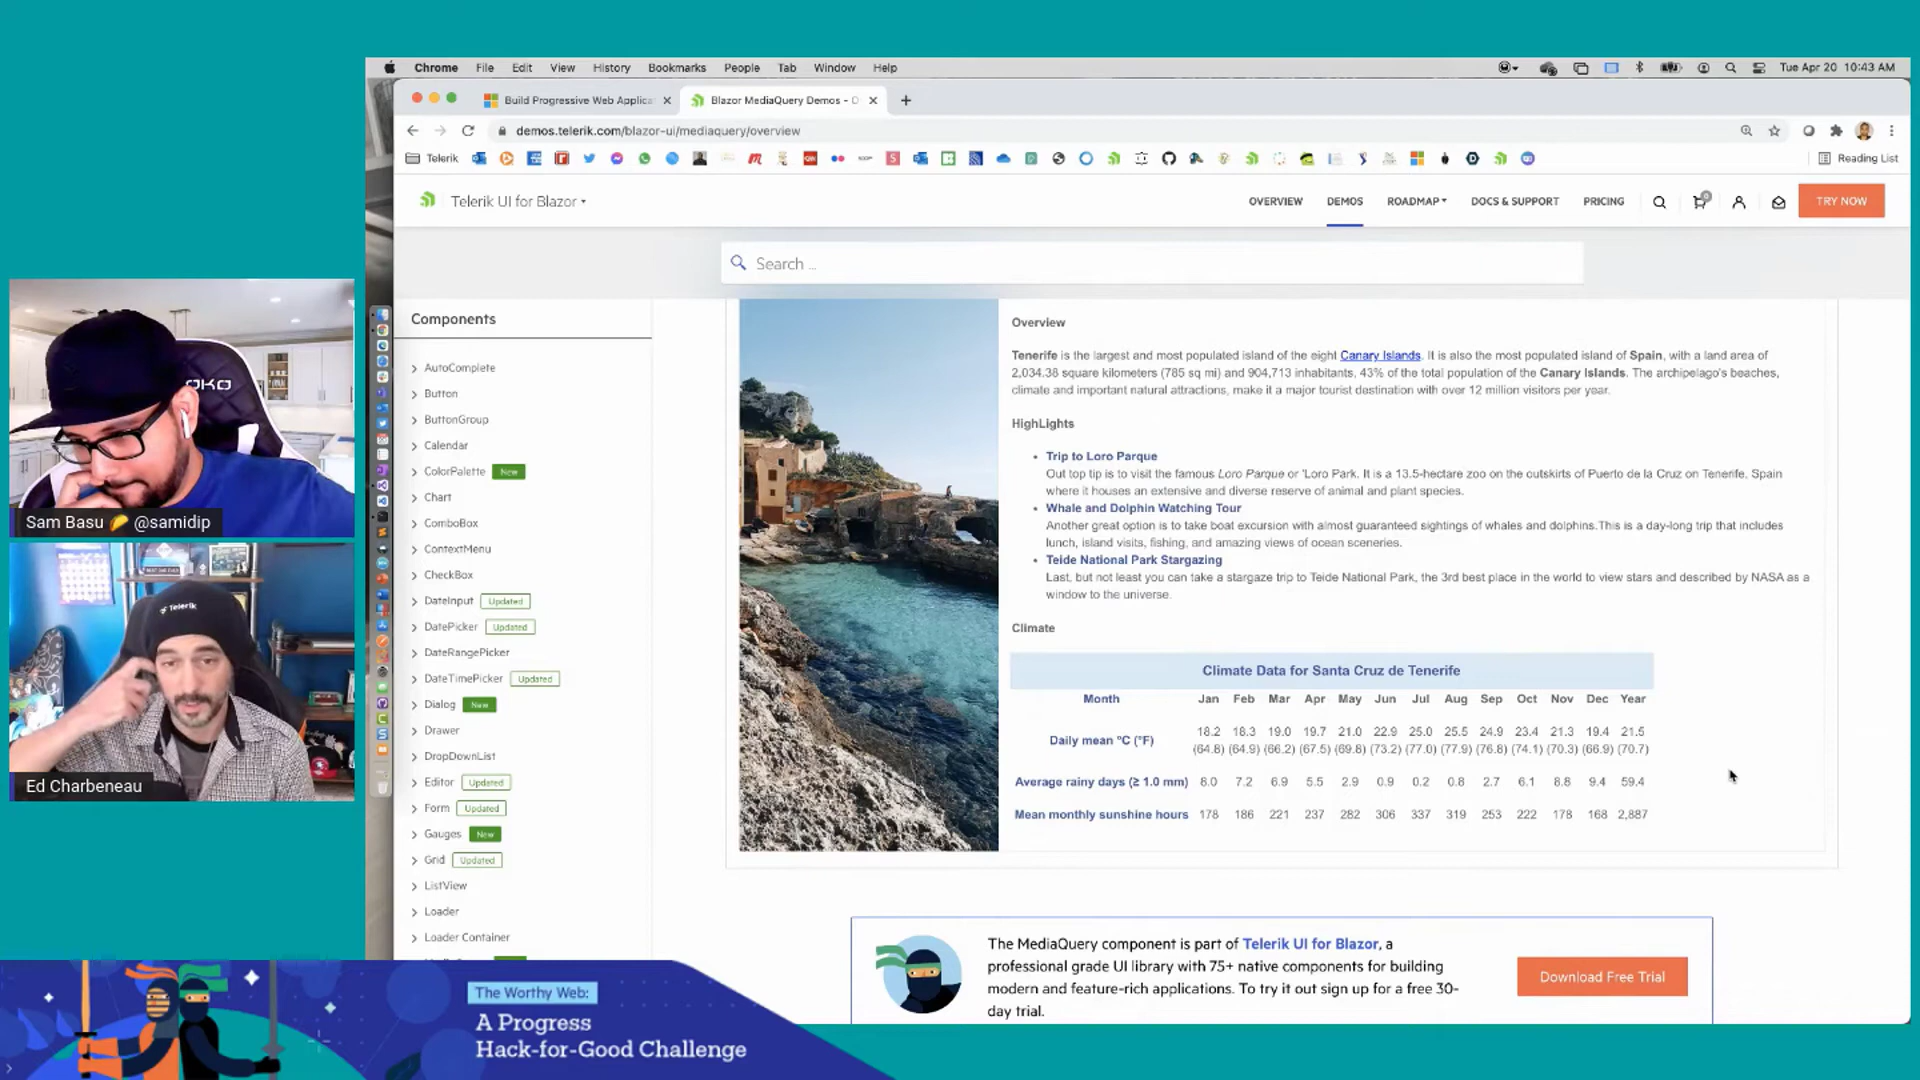 Chrome File Edit View History Bookmarks People Tab Window Help
Tue Apr 20 10:43 AM
Build Progressive Web Applica
Blazor MediaQuery Demos - O
demos.telerik.com/blazor-ui/mediaquery/overview
Telerik
Reading List
Telerik UI for Blazor
OVERVIEW DEMOS ROADMAP DOCS & SUPPORT PRICING 0 TRY NOW
Search ...
Components
AutoComplete
Button
ButtonGroup
Calendar
ColorPalette New
Chart
ComboBox
ContextMenu
CheckBox
DateInput Updated
DatePicker Updated
DateRangePicker
DateTimePicker Updated
Dialog New
Drawer
DropDownList
Editor Updated
Form Updated
Gauges New
Grid Updated
ListView
Loader
Loader Container
Overview
Tenerife is the largest and most populated island of the eight Canary Islands. It is also the most populated island of Spain, with a land area of
2,034.38 square kilometers (785 sq mi) and 904,713 inhabitants, 43% of the total population of the Canary Islands. The archipelago's beaches,
climate and important natural attractions, make it a major tourist destination with over 12 million visitors per year.
HighLights
Trip to Loro Parque
Out top tip is to visit the famous Loro Parque or 'Loro Park. It is a 13.5-hectare zoo on the outskirts of Puerto de la Cruz on Tenerife, Spain
where it houses an extensive and diverse reserve of animal and plant species.
Whale and Dolphin Watching Tour
Another great option is to take boat excursion with almost guaranteed sightings of whales and dolphins.This is a day-long trip that includes
lunch, island visits, fishing, and amazing views of ocean sceneries.
Teide National Park Stargazing
Last, but not least you can take a stargaze trip to Teide National Park, the 3rd best place in the world to view stars and described by NASA as a
window to the universe.
Climate
Climate Data for Santa Cruz de Tenerife
Month Jan Feb Mar Apr May Jun Jul Aug Sep Oct Nov Dec Year
Daily mean °C (°F) 18.2 18.3 19.0 19.7 21.0 22.9 25.0 25.5 24.9 23.4 21.3 19.4 21.5
(64.8) (64.9) (66.2) (67.5) (69.8) (73.2) (77.0) (77.9) (76.8) (74.1) (70.3) (66.9) (70.7)
Average rainy days (≥ 1.0 mm) 8.0 7.2 6.9 5.5 2.9 0.9 0.2 0.8 2.7 6.1 8.8 9.4 59.4
Mean monthly sunshine hours 178 186 221 237 282 306 337 319 253 222 178 168 2,887
The MediaQuery component is part of Telerik UI for Blazor, a
professional grade UI library with 75+ native components for building
modern and feature-rich applications. To try it out sign up for a free 30-
day trial.
Download Free Trial
OKO
Sam Basu 🌮 @samidip
Telerik
Ed Charbeneau
The Worthy Web:
A Progress
Hack-for-Good Challenge